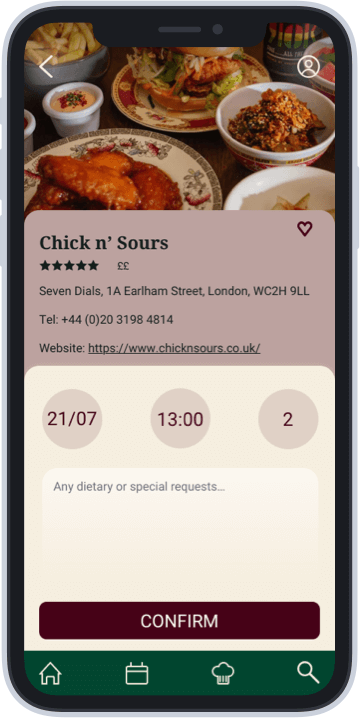 Chick n’ Sours
££
Seven Dials, 1A Earlham Street, London, WC2H 9LL
Tel: +44 (0)20 3198 4814
Website: https://www.chicknsours.co.uk/
21/07 13:00 2
Any dietary or special requests...
CONFIRM